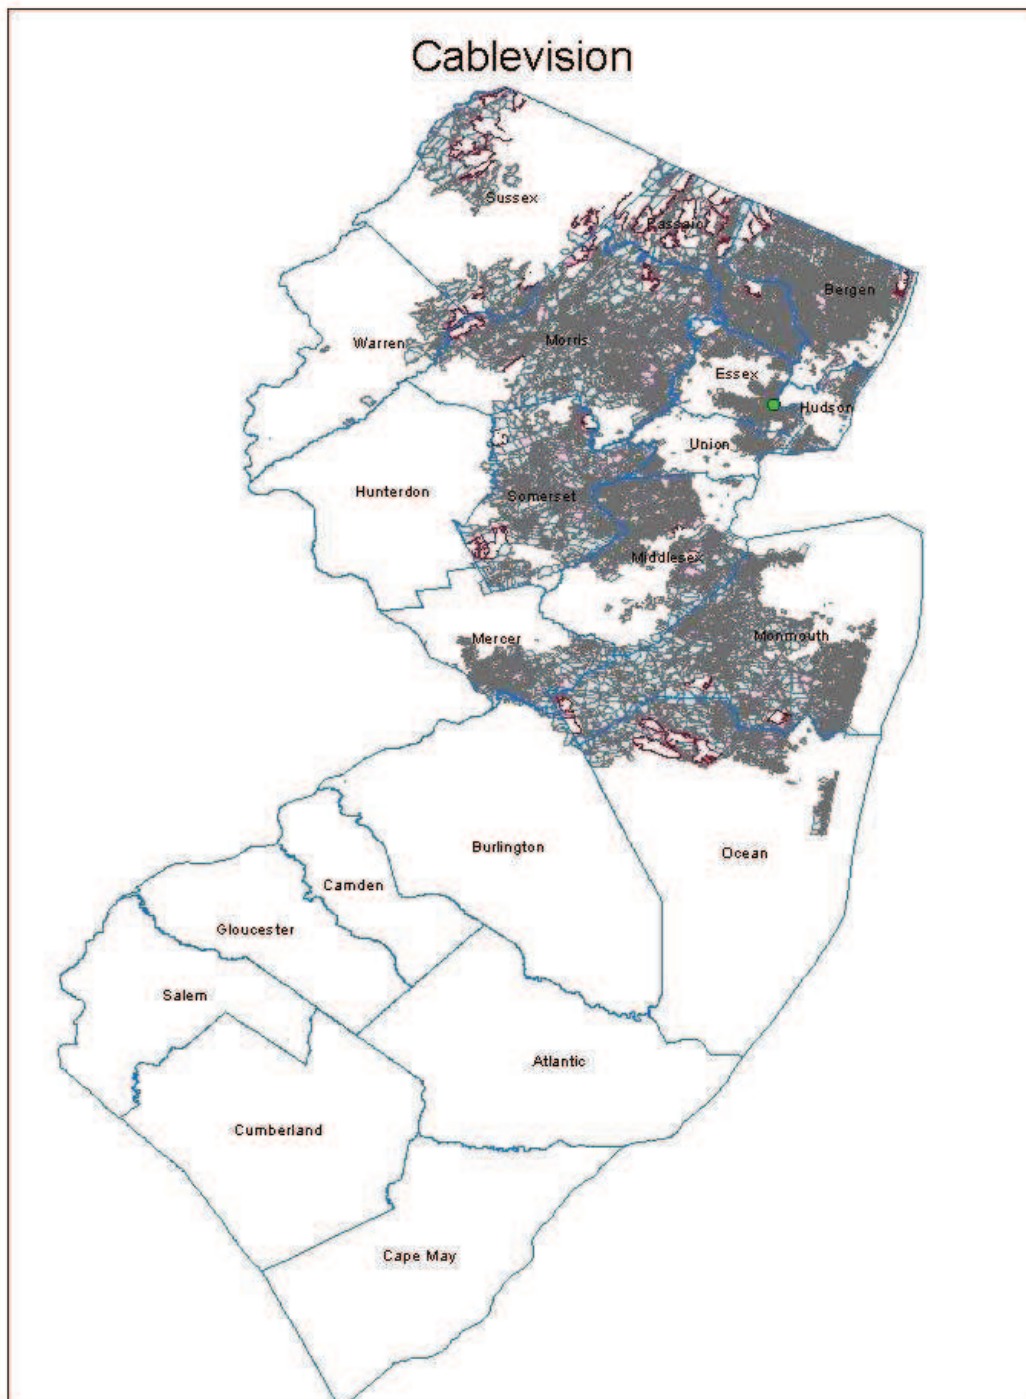 Cablevision
Sussex
Passaic
Bergen
Warren
Morris
Essex
Hudson
Union
Hunterdon
Somerset
Middlesex
Mercer
Monmouth
Burlington
Ocean
Camden
Gloucester
Salem
Atlantic
Cumberland
Cape May